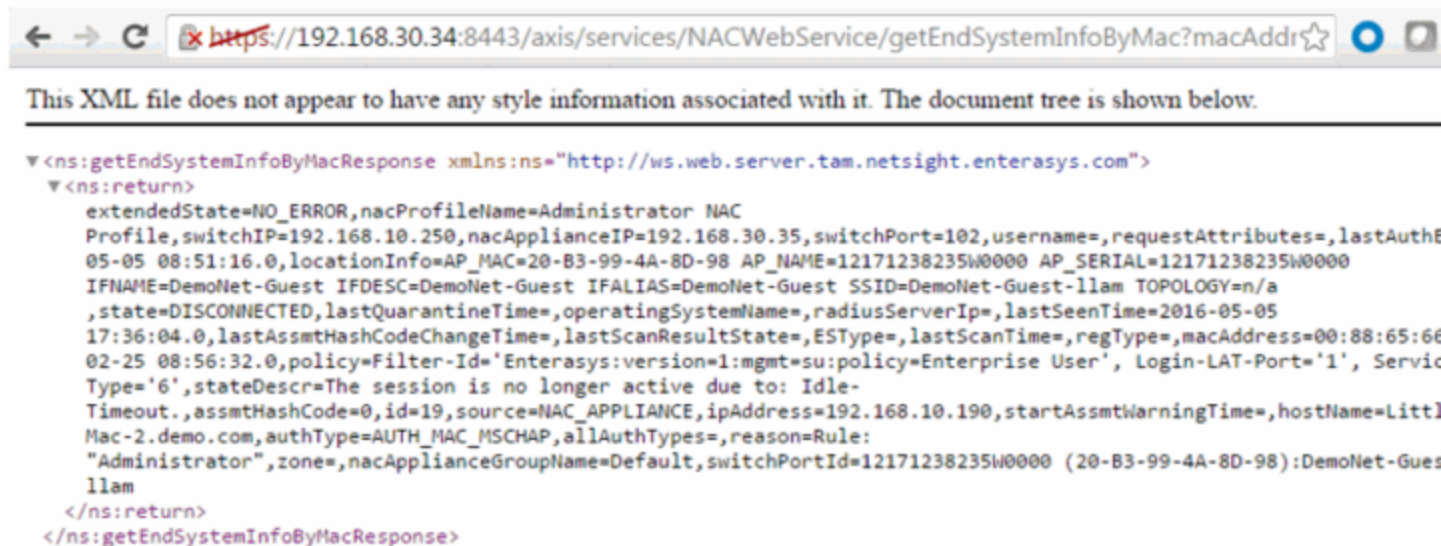 https://192.168.30.34:8443/axis/services/NACWebService/getEndSystemInfoByMac?macAddr
This XML file does not appear to have any style information associated with it. The document tree is shown below.
▼<ns:getEndSystemInfoByMacResponse xmlns:ns="http://ws.web.server.tam.netsight.enterasys.com">
▼<ns:return>
extendedState=NO_ERROR,nacProfileName=Administrator NAC
Profile,switchIP=192.168.10.250,nacApplianceIP=192.168.30.35,switchPort=102,username=,requestAttributes=,lastAuthE
05-05 08:51:16.0,locationInfo=AP_MAC=20-B3-99-4A-8D-98 AP_NAME=12171238235W0000 AP_SERIAL=12171238235W0000
IFNAME=DemoNet-Guest IFDESC=DemoNet-Guest IFALIAS=DemoNet-Guest SSID=DemoNet-Guest-llam TOPOLOGY=n/a
,state=DISCONNECTED,lastQuarantineTime=,operatingSystemName=,radiusServerIp=,lastSeenTime=2016-05-05
17:36:04.0,lastAssmtHashCodeChangeTime=,lastScanResultState=,ESType=,lastScanTime=,regType=,macAddress=00:88:65:66
02-25 08:56:32.0,policy=Filter-Id='Enterasys:version=1:mgmt=su:policy=Enterprise User', Login-LAT-Port='1', Servic
Type='6',stateDescr=The session is no longer active due to: Idle-
Timeout.,assmtHashCode=0,id=19,source=NAC_APPLIANCE,ipAddress=192.168.10.190,startAssmtWarningTime=,hostName=Littl
Mac-2.demo.com,authType=AUTH_MAC_MSCHAP,allAuthTypes=,reason=Rule:
"Administrator",zone=,nacApplianceGroupName=Default,switchPortId=12171238235W0000 (20-B3-99-4A-8D-98):DemoNet-Gues
llam
</ns:return>
</ns:getEndSystemInfoByMacResponse>